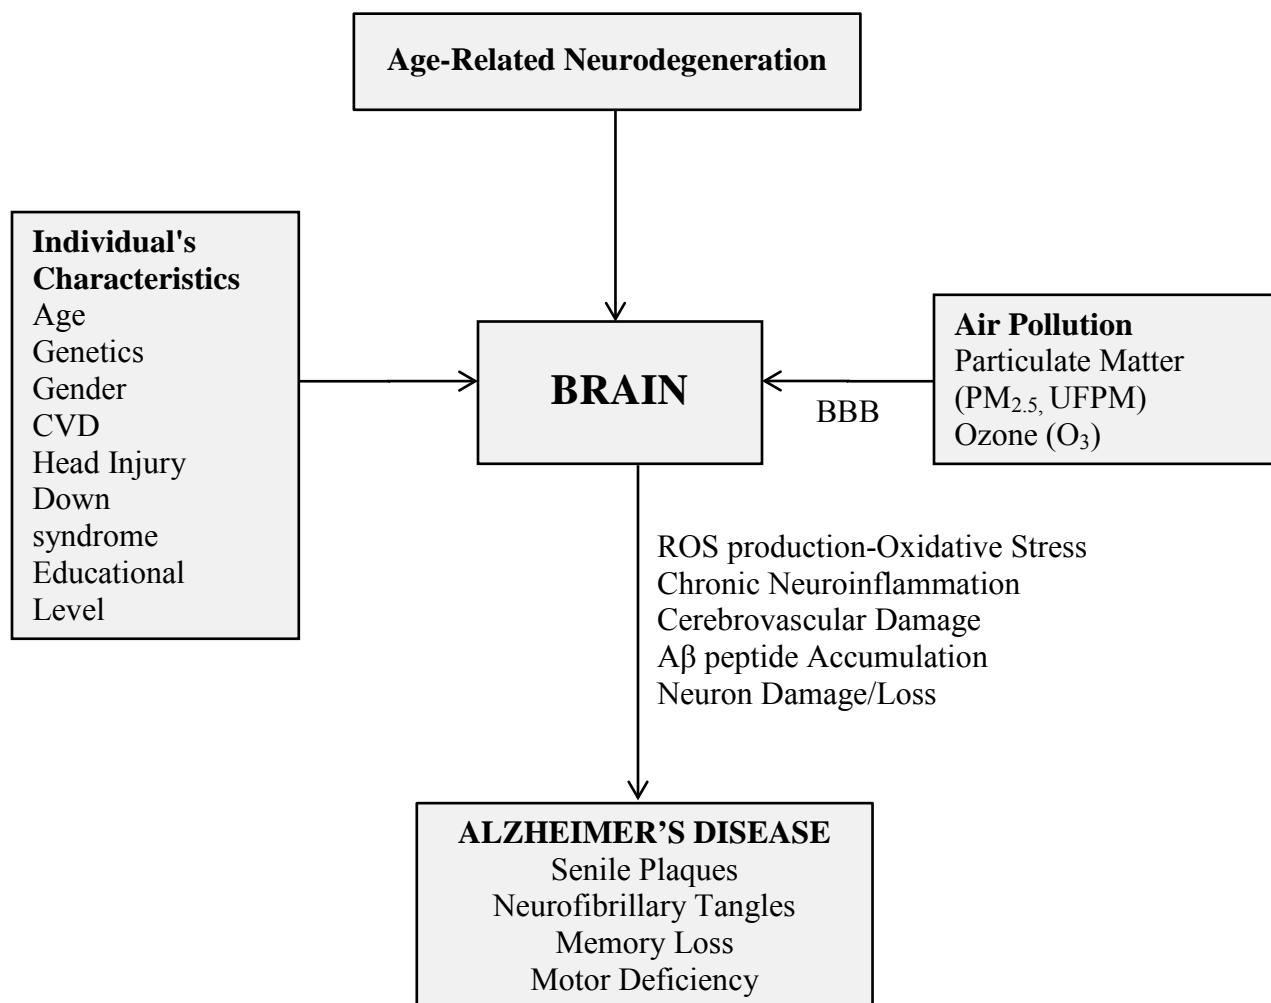 Age-Related Neurodegeneration
Individual's
Characteristics
Age
Genetics
Gender
CVD
Head Injury
Down
syndrome
Educational
Level
BRAIN
BBB
Air Pollution
Particulate Matter
(PM2.5, UFPM)
Ozone (O3)
ROS production-Oxidative Stress
Chronic Neuroinflammation
Cerebrovascular Damage
Aβ peptide Accumulation
Neuron Damage/Loss
ALZHEIMER’S DISEASE
Senile Plaques
Neurofibrillary Tangles
Memory Loss
Motor Deficiency